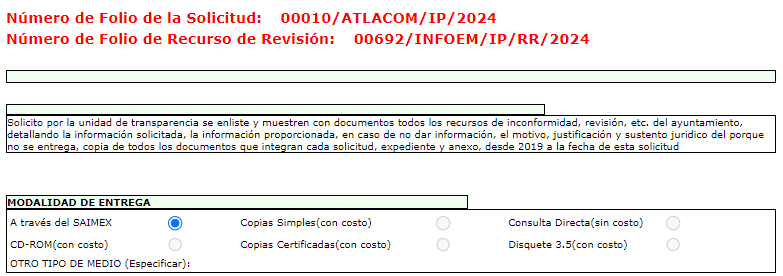 Número de Folio de la Solicitud: 00010/ATLACOM/IP/2024
Número de Folio de Recurso de Revisión: 00692/INFOEM/IP/RR/2024
Solicito por la unidad de transparencia se enliste y muestren con documentos todos los recursos de inconformidad, revisión, etc. del ayuntamiento,
detallando la información solicitada, la información proporcionada, en caso de no dar información, el motivo, justificación y sustento juridico del porque
no se entrega, copia de todos los documentos que integran cada solicitud, expediente y anexo, desde 2019 a la fecha de esta solicitud
MODALIDAD DE ENTREGA
A través del SAIMEX Copias Simples(con costo) Consulta Directa(sin costo)
CD-ROM(con costo) Copias Certificadas(con costo) Disquete 3.5(con costo)
OTRO TIPO DE MEDIO (Especificar):